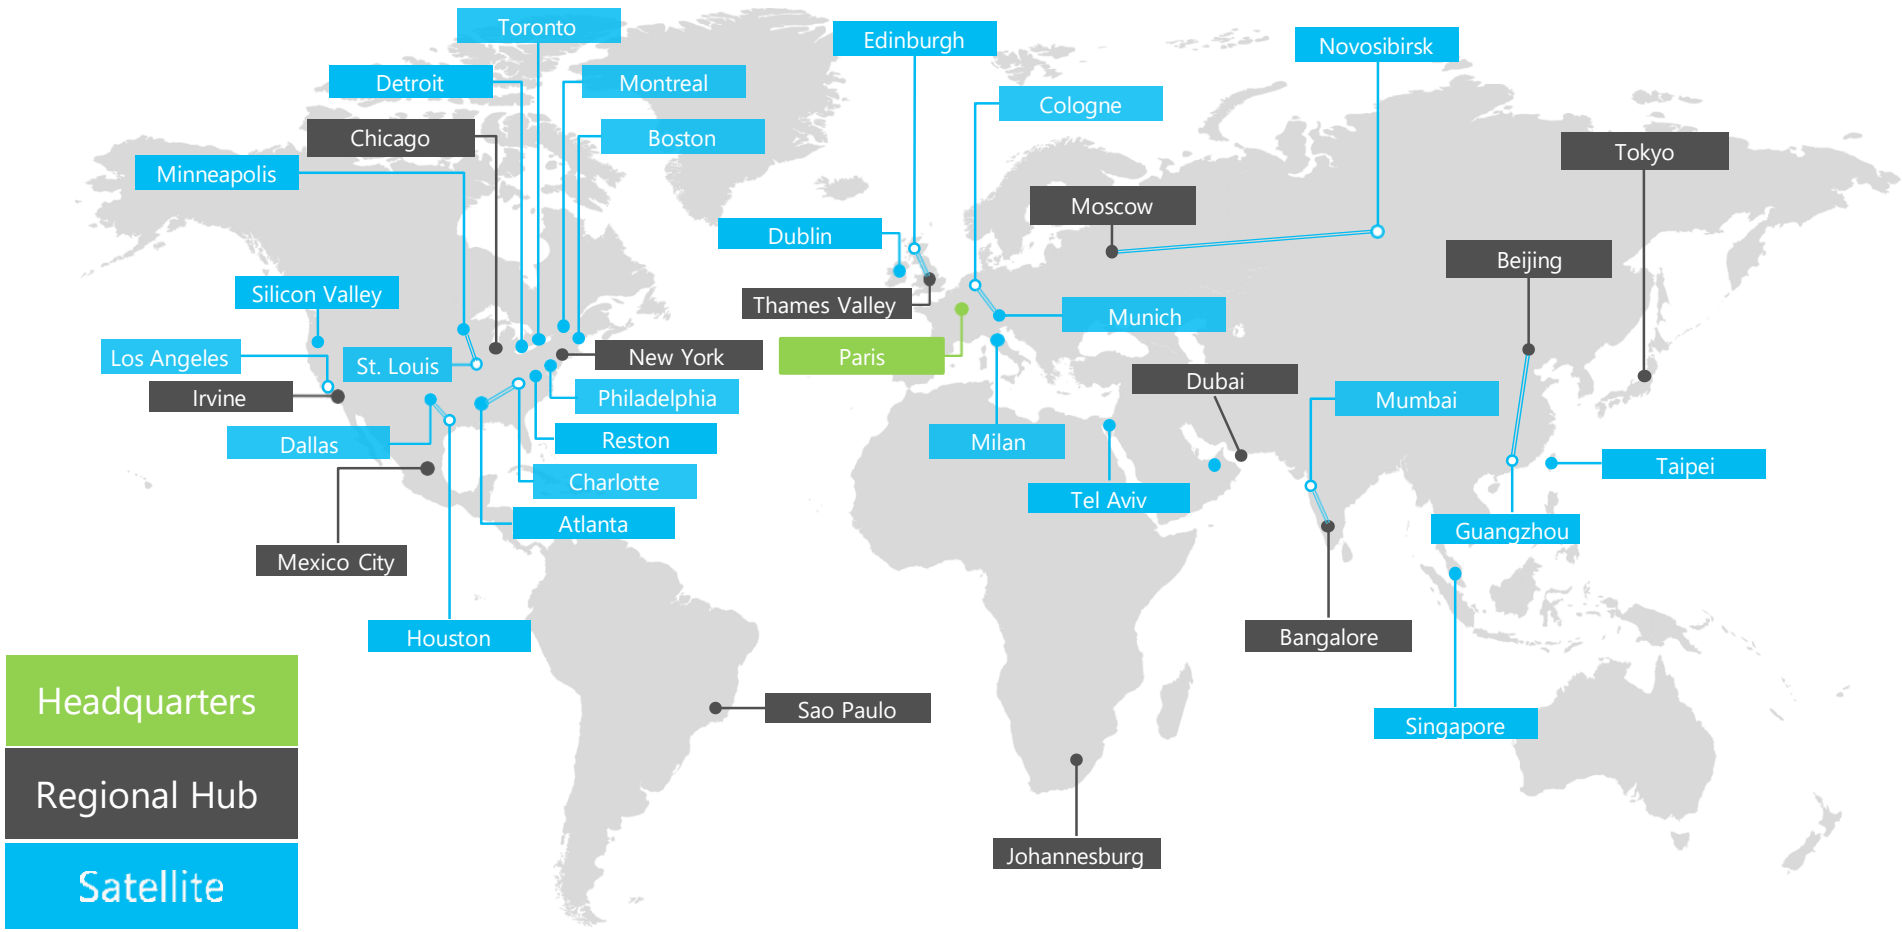 Toronto
Edinburgh
Novosibirsk
Detroit
Montreal
Cologne
Chicago
Boston
Tokyo
Minneapolis
Moscow
Dublin
Beijing
Silicon Valley
Thames Valley
Munich
Los Angeles
St. Louis
New York
Paris
Irvine
Philadelphia
Dubai
Mumbai
Dallas
Reston
Milan
Taipei
Charlotte
Tel Aviv
Atlanta
Guangzhou
Mexico City
Houston
Bangalore
Headquarters
Sao Paulo
Singapore
Regional Hub
Johannesburg
Satellite